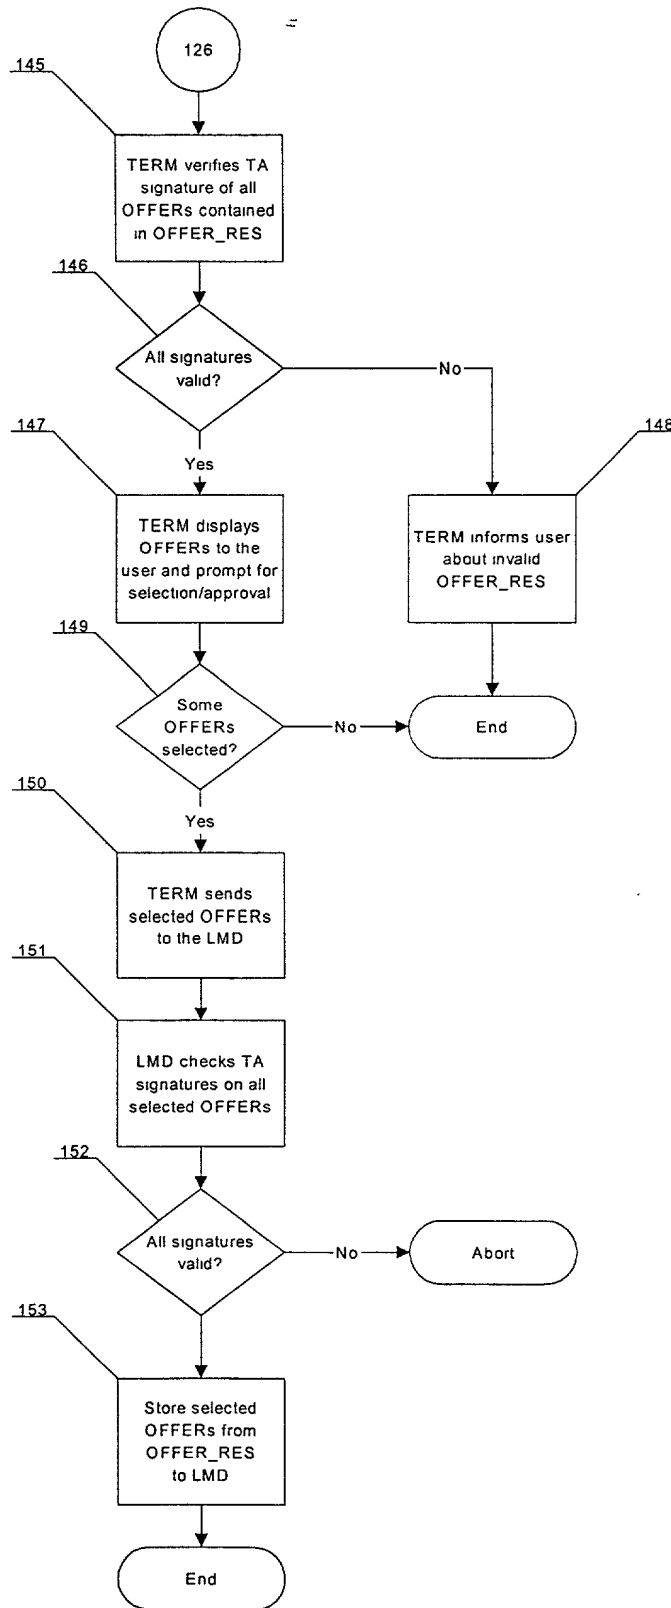 126
145
TERM verifies TA
signature of all
OFFERs contained
in OFFER_RES
146
All signatures
valid?
No
147
148
Yes
TERM displays
OFFERs to the
user and prompt for
selection/approval
TERM informs user
about invalid
OFFER_RES
149
Some
OFFERs
selected?
No
End
150
Yes
TERM sends
selected OFFERs
to the LMD
151
LMD checks TA
signatures on all
selected OFFERs
152
All signatures
valid?
No
Abort
153
Store selected
OFFERs from
OFFER_RES
to LMD
End